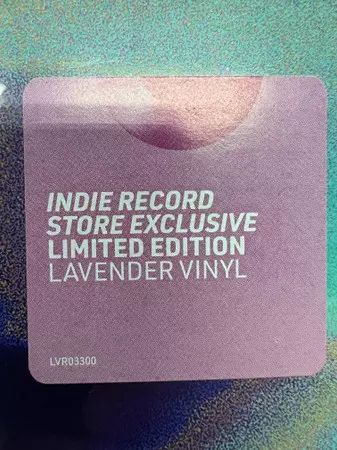 INDIE RECORD
STORE EXCLUSIVE
LIMITED EDITION
LAVENDER VINYL
LVR03300